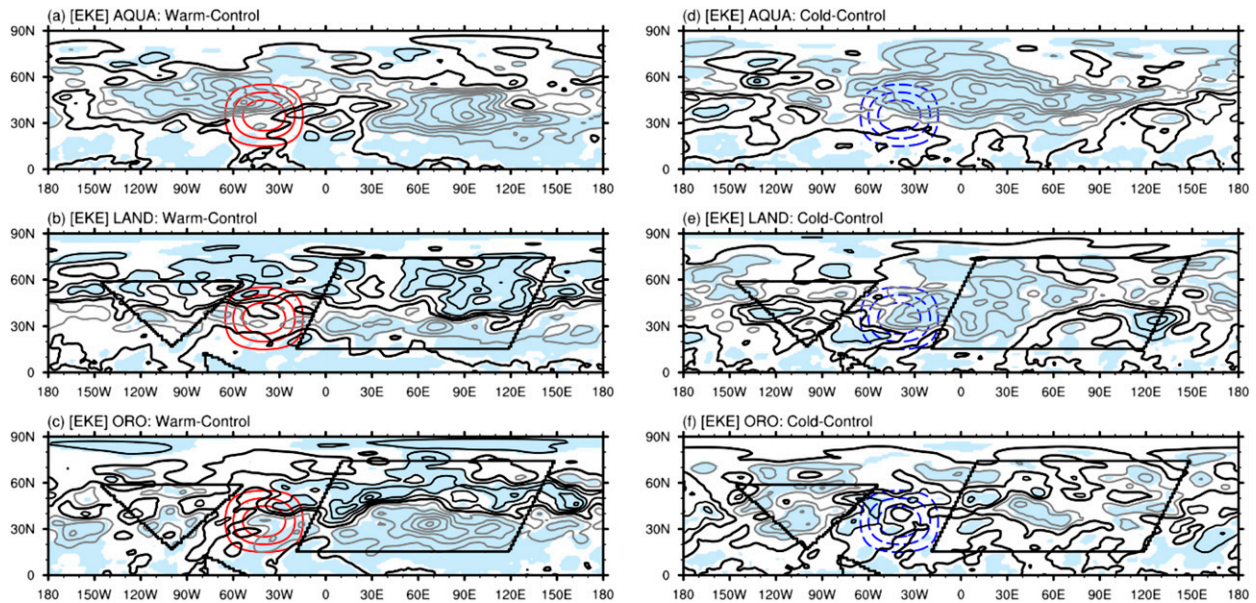 (a) [EKE] AQUA: Warm-Control
90N
60N
30N
0
180 150W 120W 90W 60W 30W 0 30E 60E 90E 120E 150E 180
(b) [EKE] LAND: Warm-Control
90N
60N
30N
0
180 150W 120W 90W 60W 30W 0 30E 60E 90E 120E 150E 180
(c) [EKE] ORO: Warm-Control
90N
60N
30N
0
180 150W 120W 90W 60W 30W 0 30E 60E 90E 120E 150E 180
(d) [EKE] AQUA: Cold-Control
90N
60N
30N
0
180 150W 120W 90W 60W 30W 0 30E 60E 90E 120E 150E 180
(e) [EKE] LAND: Cold-Control
90N
60N
30N
0
180 150W 120W 90W 60W 30W 0 30E 60E 90E 120E 150E 180
(f) [EKE] ORO: Cold-Control
90N
60N
30N
0
180 150W 120W 90W 60W 30W 0 30E 60E 90E 120E 150E 180